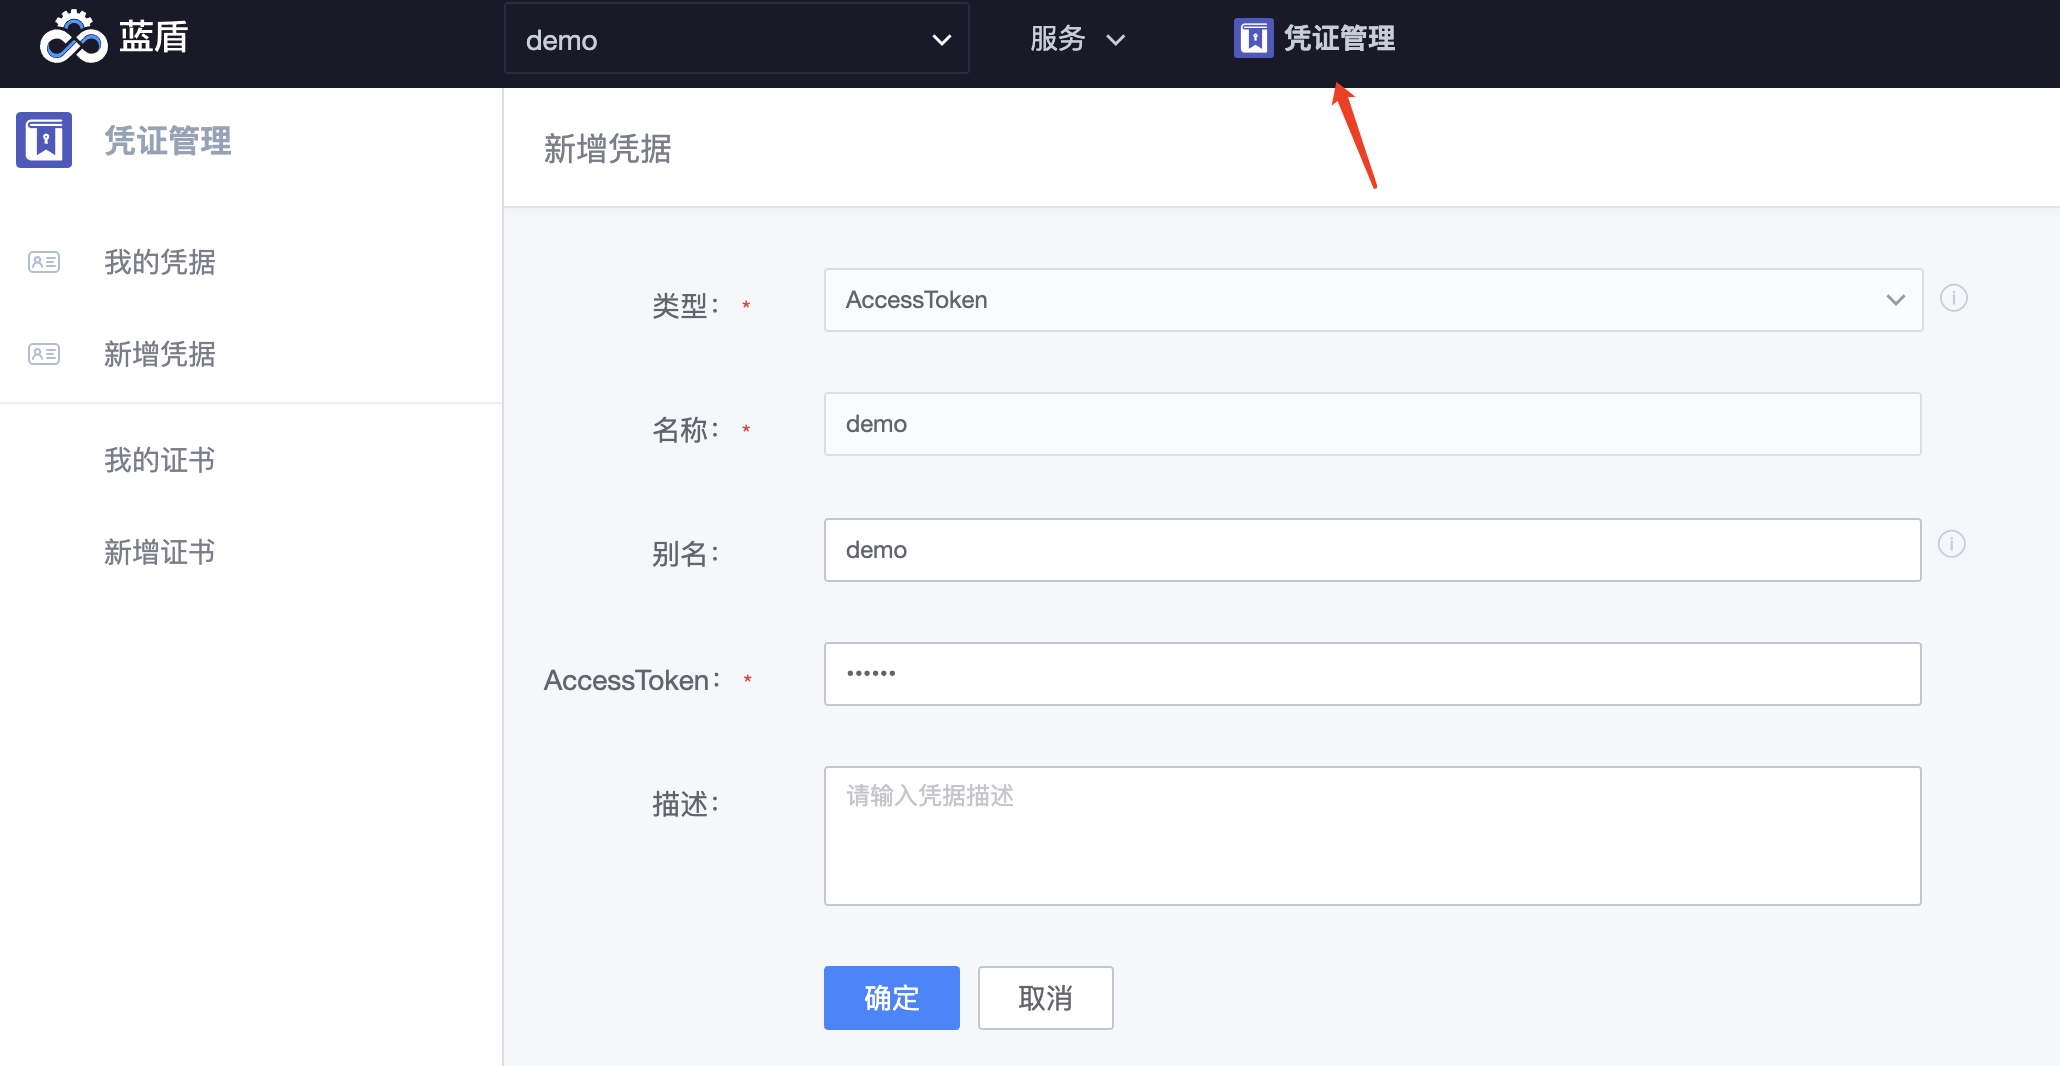 蓝盾
demo
服务
凭证管理
凭证管理
我的凭据
新增凭据
我的证书
新增证书
新增凭据
类型： *
AccessToken
名称： *
demo
别名：
demo
AccessToken： *
••••••
描述：
请输入凭据描述
确定
取消